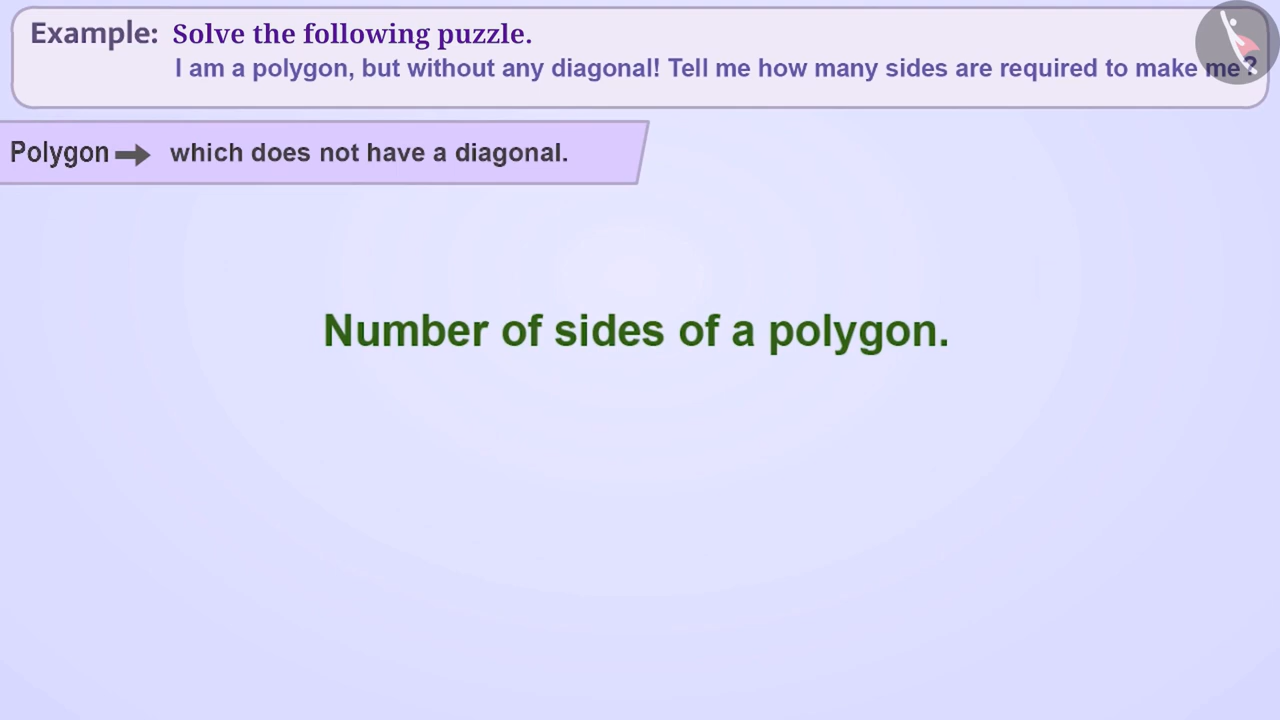 Example: Solve the following puzzle.
I am a polygon, but without any diagonal! Tell me how many sides are required to make me?
Polygon → which does not have a diagonal.
Number of sides of a polygon.